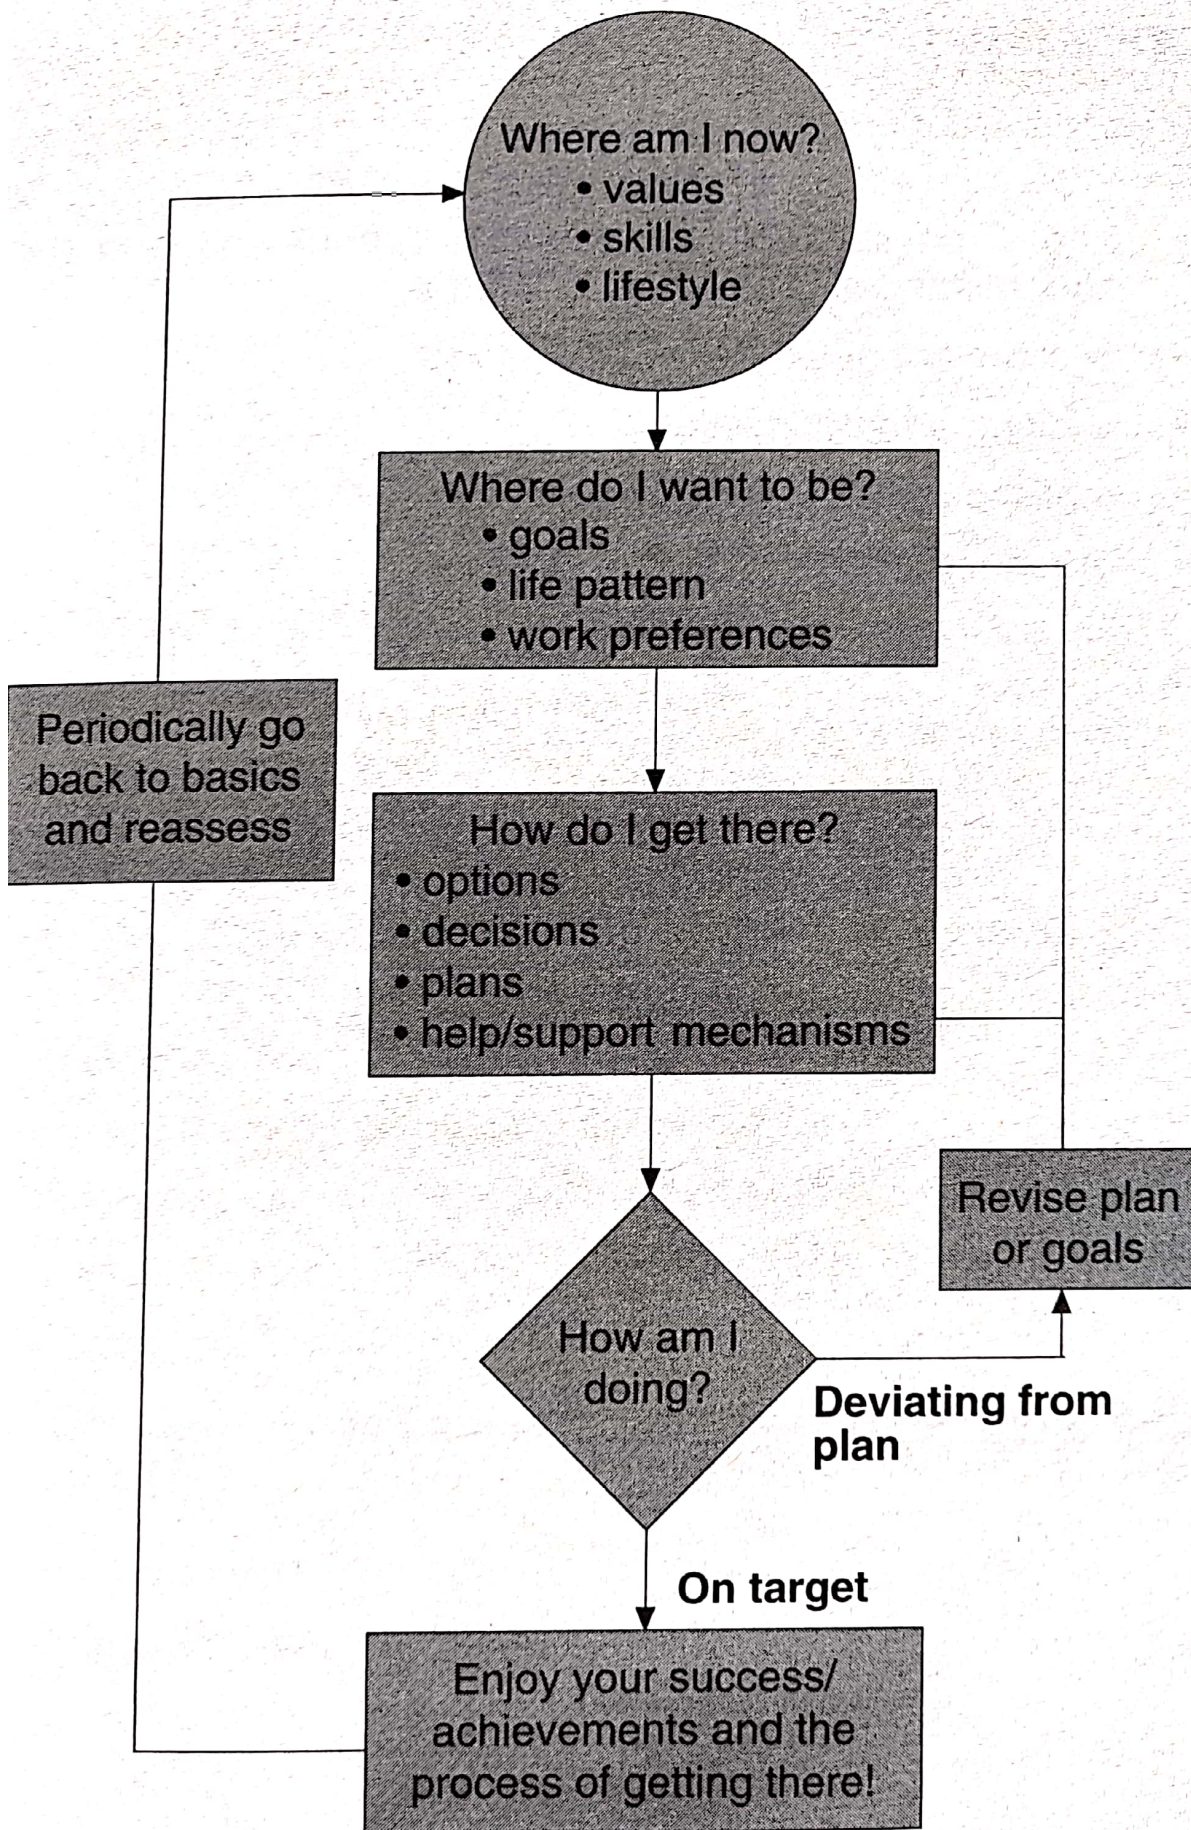 Where am I now?
• values
• skills
• lifestyle
Where do I want to be?
• goals
• life pattern
• work preferences
Periodically go
back to basics
and reassess
How do I get there?
• options
• decisions
• plans
• help/support mechanisms
Revise plan
or goals
How am I
doing?
Deviating from
plan
On target
Enjoy your success/
achievements and the
process of getting there!